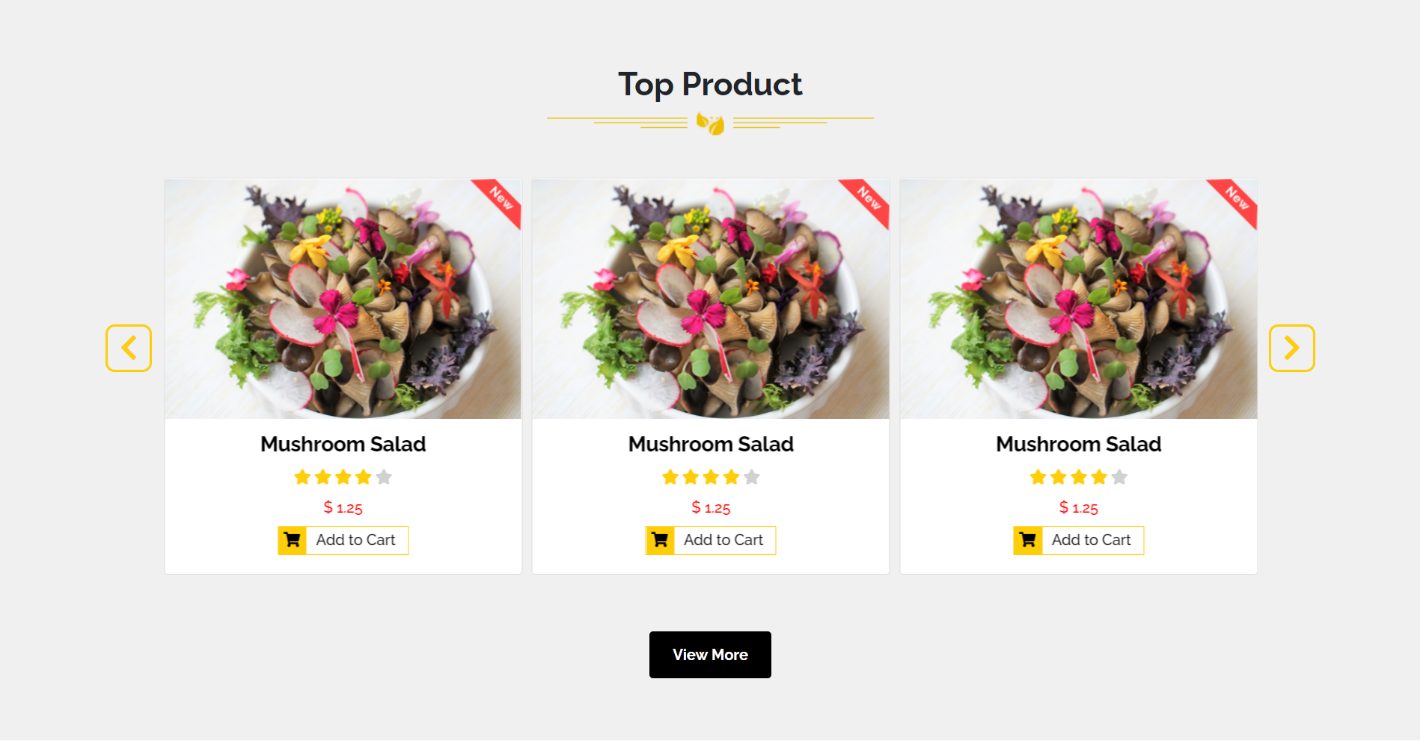 Top Product
New
New
New
Mushroom Salad
Mushroom Salad
Mushroom Salad
$ 1.25
$ 1.25
$ 1.25
Add to Cart
Add to Cart
Add to Cart
View More